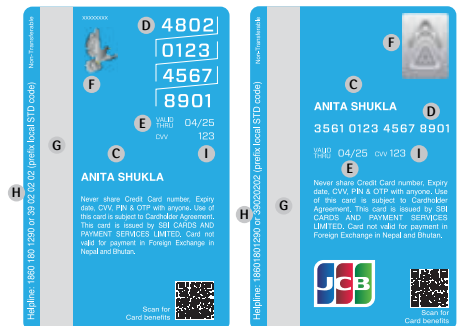 Non-Transferable
Helpline: 1860 180 1290 or 39 02 02 02 (prefix local STD code)
H
G
XXXXXXXX
F
D
4802
0123
4567
8901
E
VALID THRU 04/25
CVV 123
C
I
ANITA SHUKLA
Never share Credit Card number, Expiry
date, CVV, PIN & OTP with anyone. Use of
this card is subject to Cardholder Agreement.
This card is issued by SBI CARDS AND
PAYMENT SERVICES LIMITED. Card not
valid for payment in Foreign Exchange in
Nepal and Bhutan.
Scan for
Card benefits
Non-Transferable
Helpline: 18601801290 or 39020202 (prefix local STD code)
H
G
F
C
ANITA SHUKLA
D
3561 0123 4567 8901
VALID THRU 04/25 CVV 123
I
E
Never share Credit Card number, Expiry
date, CVV, PIN & OTP with anyone. Use of
this card is subject to Cardholder
Agreement. This card is issued by SBI
CARDS AND PAYMENT SERVICES
LIMITED. Card not valid for payment in
Foreign Exchange in Nepal and Bhutan.
JCB
Scan for
Card benefits